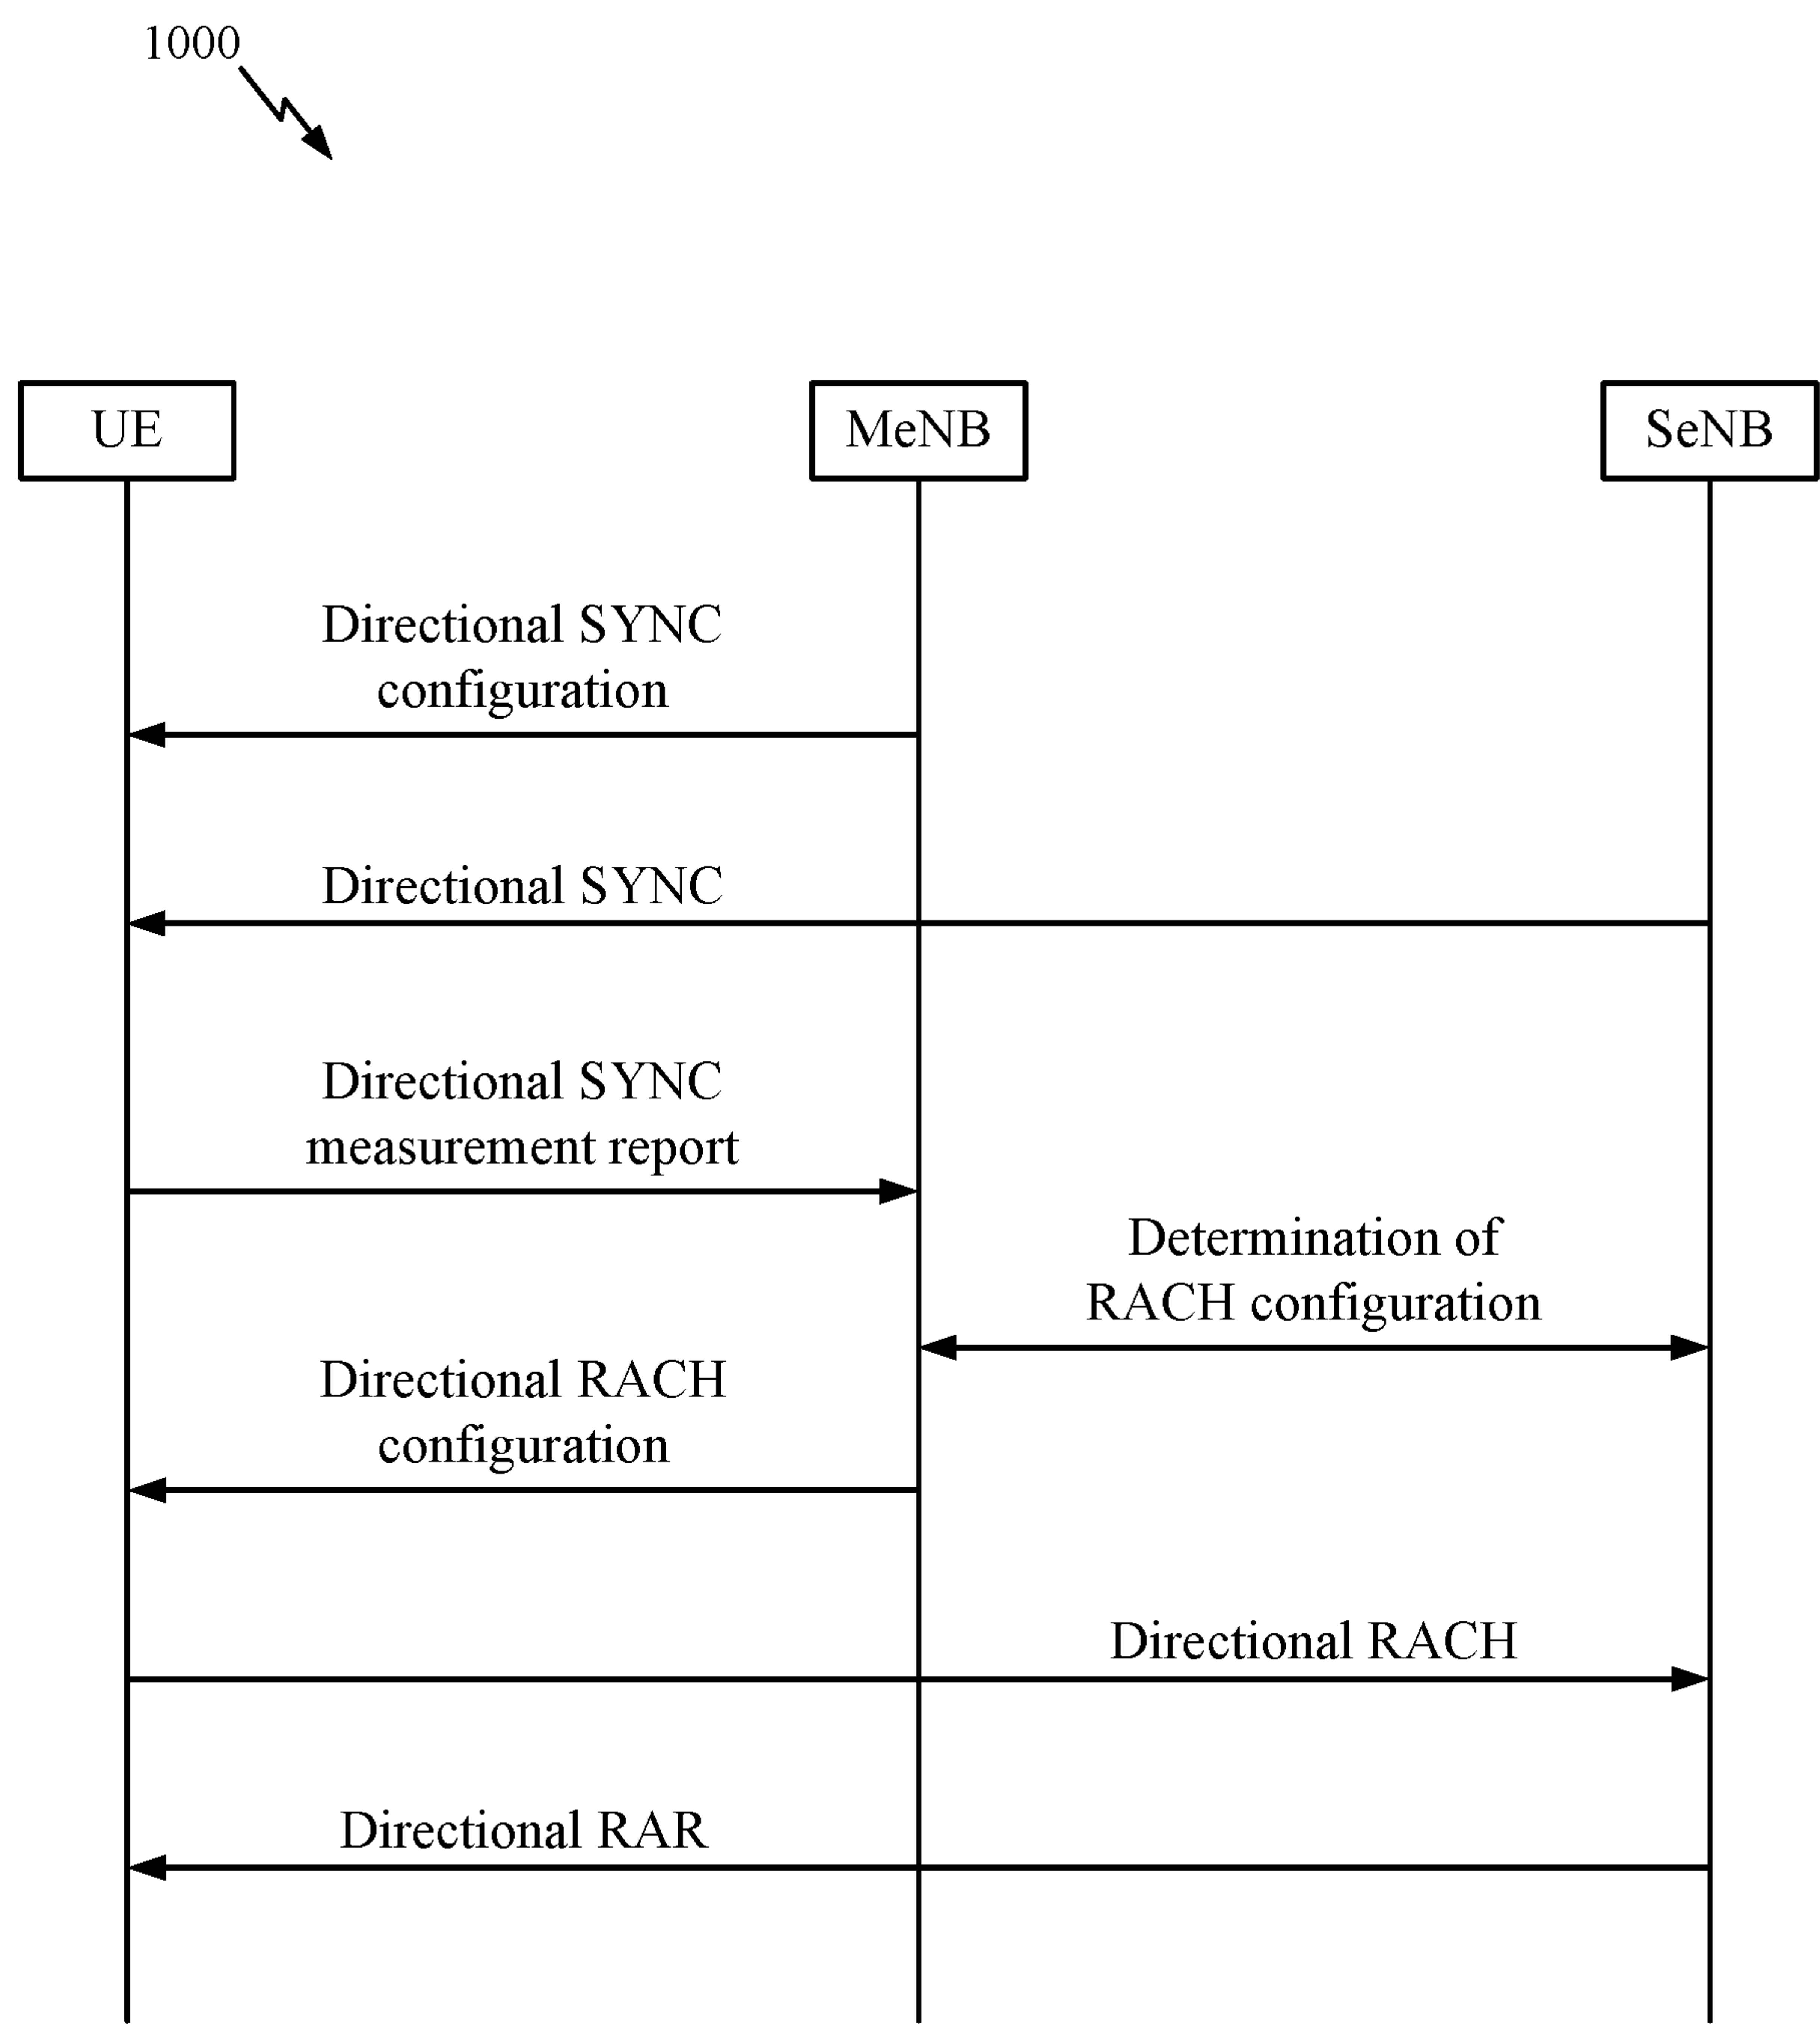 1000
UE
MeNB
SeNB
Directional SYNC
configuration
Directional SYNC
Directional SYNC
measurement report
Determination of
RACH configuration
Directional RACH
configuration
Directional RACH
Directional RAR